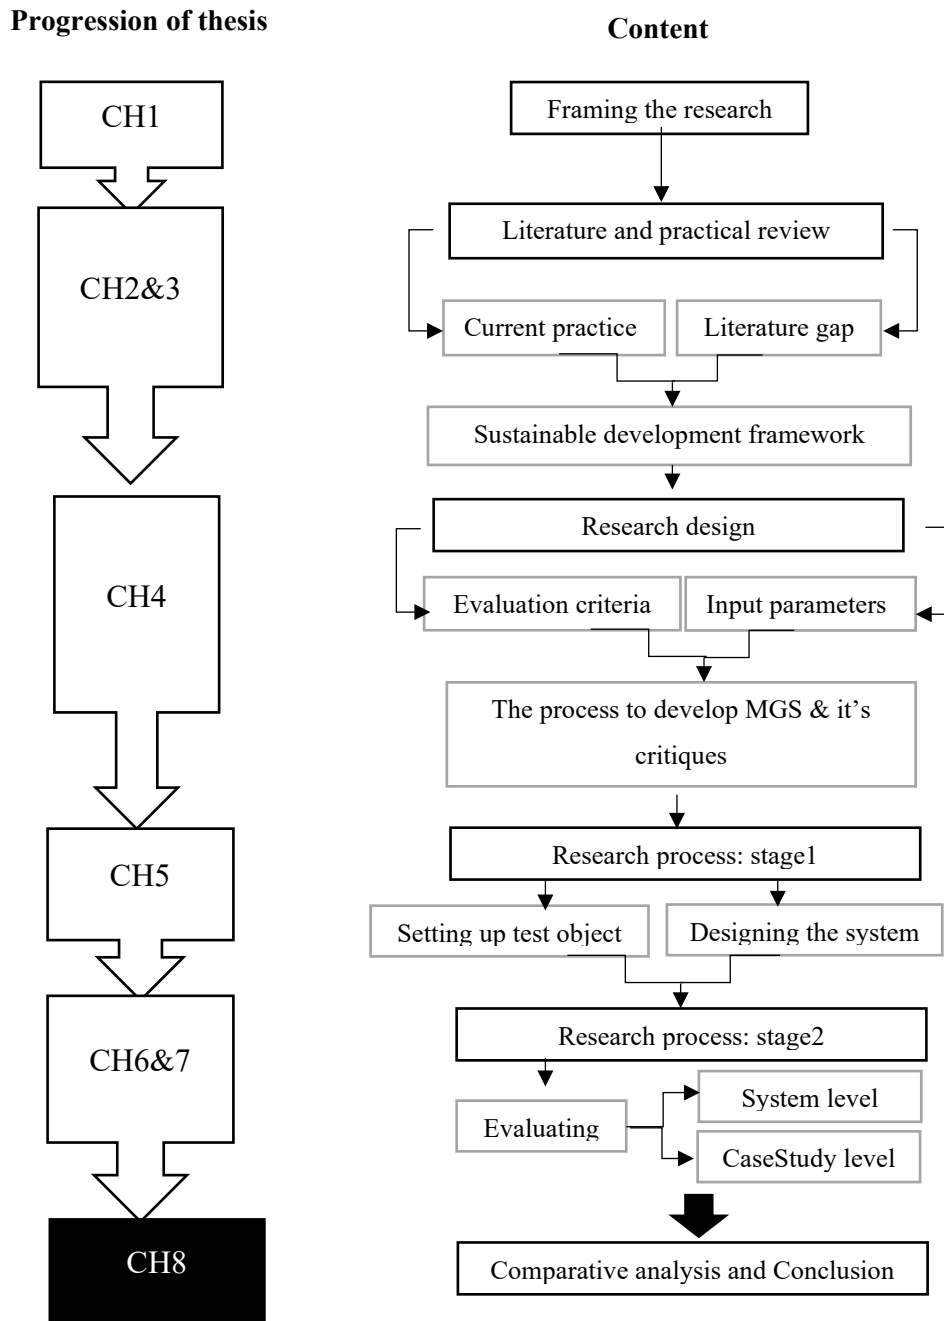 Progression of thesis
Content
CH1
Framing the research
CH2&3
Literature and practical review
Current practice
Literature gap
Sustainable development framework
CH4
Research design
Evaluation criteria
Input parameters
The process to develop MGS & it's
critiques
CH5
Research process: stage1
Setting up test object
Designing the system
CH6&7
Research process: stage2
Evaluating
System level
CaseStudy level
CH8
Comparative analysis and Conclusion